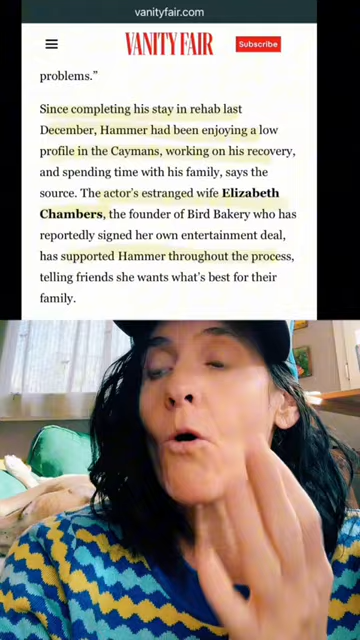 vanityfair.com
VANITY FAIR
Subscribe
problems.”
Since completing his stay in rehab last
December, Hammer had been enjoying a low
profile in the Caymans, working on his recovery,
and spending time with his family, says the
source. The actor's estranged wife Elizabeth
Chambers, the founder of Bird Bakery who has
reportedly signed her own entertainment deal,
has supported Hammer throughout the process,
telling friends she wants what's best for their
family.